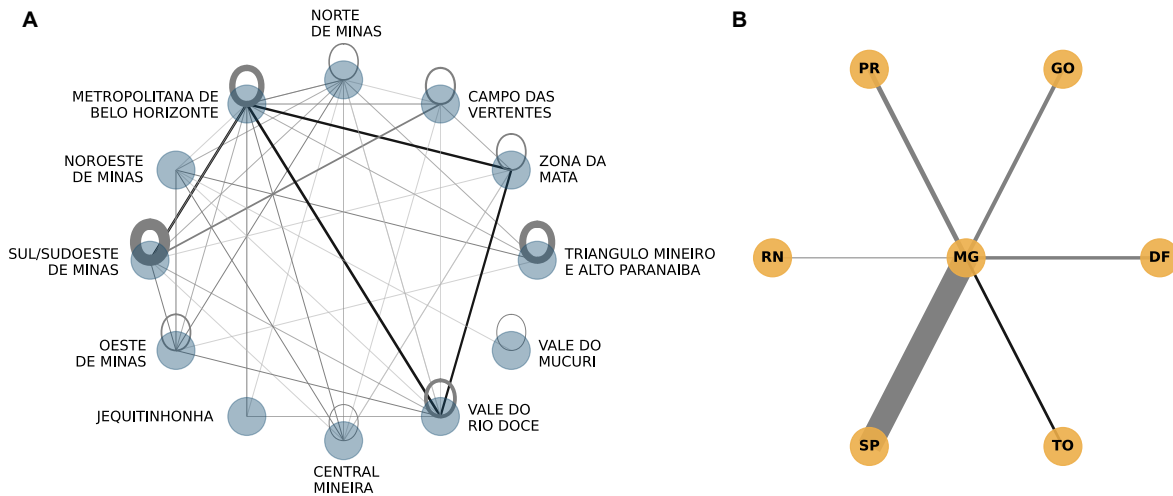 A
NORTE
DE MINAS
METROPOLITANA DE
BELO HORIZONTE
CAMPO DAS
VERTENTES
NOROESTE
DE MINAS
ZONA DA
MATA
SUL/SUDOESTE
DE MINAS
TRIANGULO MINEIRO
E ALTO PARANAIBA
OESTE
DE MINAS
VALE DO
MUCURI
JEQUITINHONHA
VALE DO
RIO DOCE
CENTRAL
MINEIRA
B
PR
GO
RN
MG
DF
SP
TO